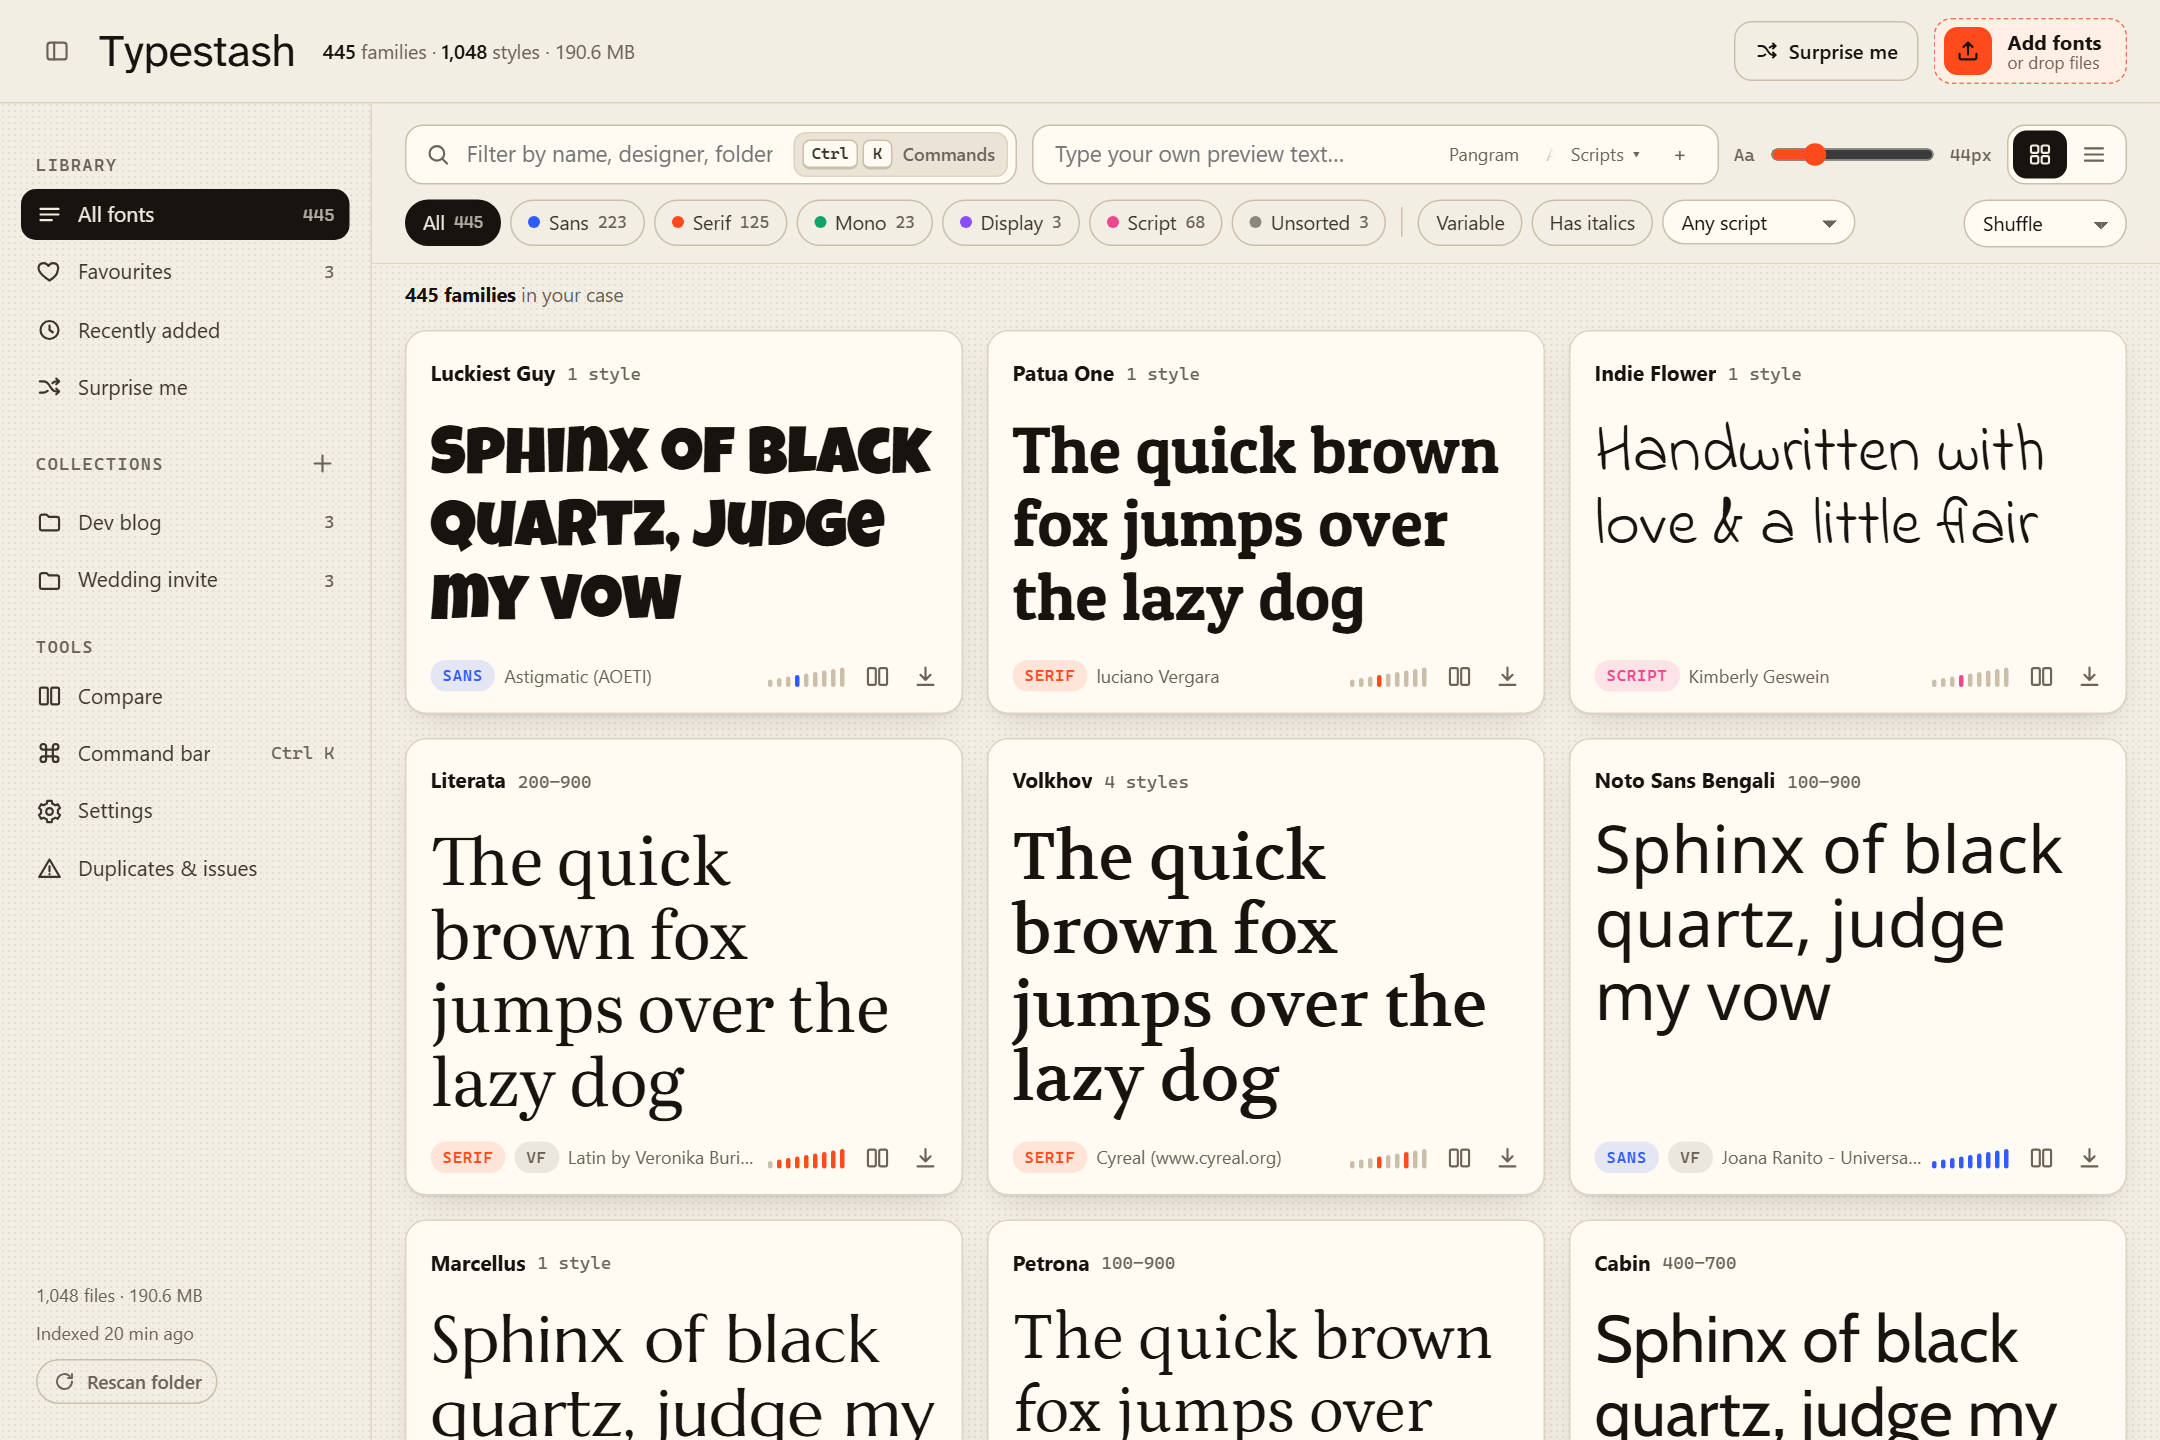 Typestash
445 families · 1,048 styles · 190.6 MB
Surprise me
Add fonts
or drop files
LIBRARY
All fonts 445
Favourites 3
Recently added
Surprise me
COLLECTIONS +
Dev blog 3
Wedding invite 3
TOOLS
Compare
Command bar Ctrl K
Settings
Duplicates & issues
1,048 files · 190.6 MB
Indexed 20 min ago
Rescan folder
Filter by name, designer, folder Ctrl K Commands
Type your own preview text... Pangram Scripts +
Aa 44px
All 445 Sans 223 Serif 125 Mono 23 Display 3 Script 68 Unsorted 3 Variable Has italics Any script Shuffle
445 families in your case
Luckiest Guy 1 style
SPHINX OF BLACK
QUARTZ, JUDGE
MY VOW
SANS Astigmatic (AOETI)
Patua One 1 style
The quick brown
fox jumps over
the lazy dog
SERIF luciano Vergara
Indie Flower 1 style
Handwritten with
love & a little flair
SCRIPT Kimberly Geswein
Literata 200–900
The quick
brown fox
jumps over the
lazy dog
SERIF VF Latin by Veronika Buri...
Volkhov 4 styles
The quick
brown fox
jumps over the
lazy dog
SERIF Cyreal (www.cyreal.org)
Noto Sans Bengali 100–900
Sphinx of black
quartz, judge
my vow
SANS VF Joana Ranito - Universa...
Marcellus 1 style
Sphinx of black
quartz, judge my
Petrona 100–900
The quick brown
fox jumps over
Cabin 400–700
Sphinx of black
quartz, judge my